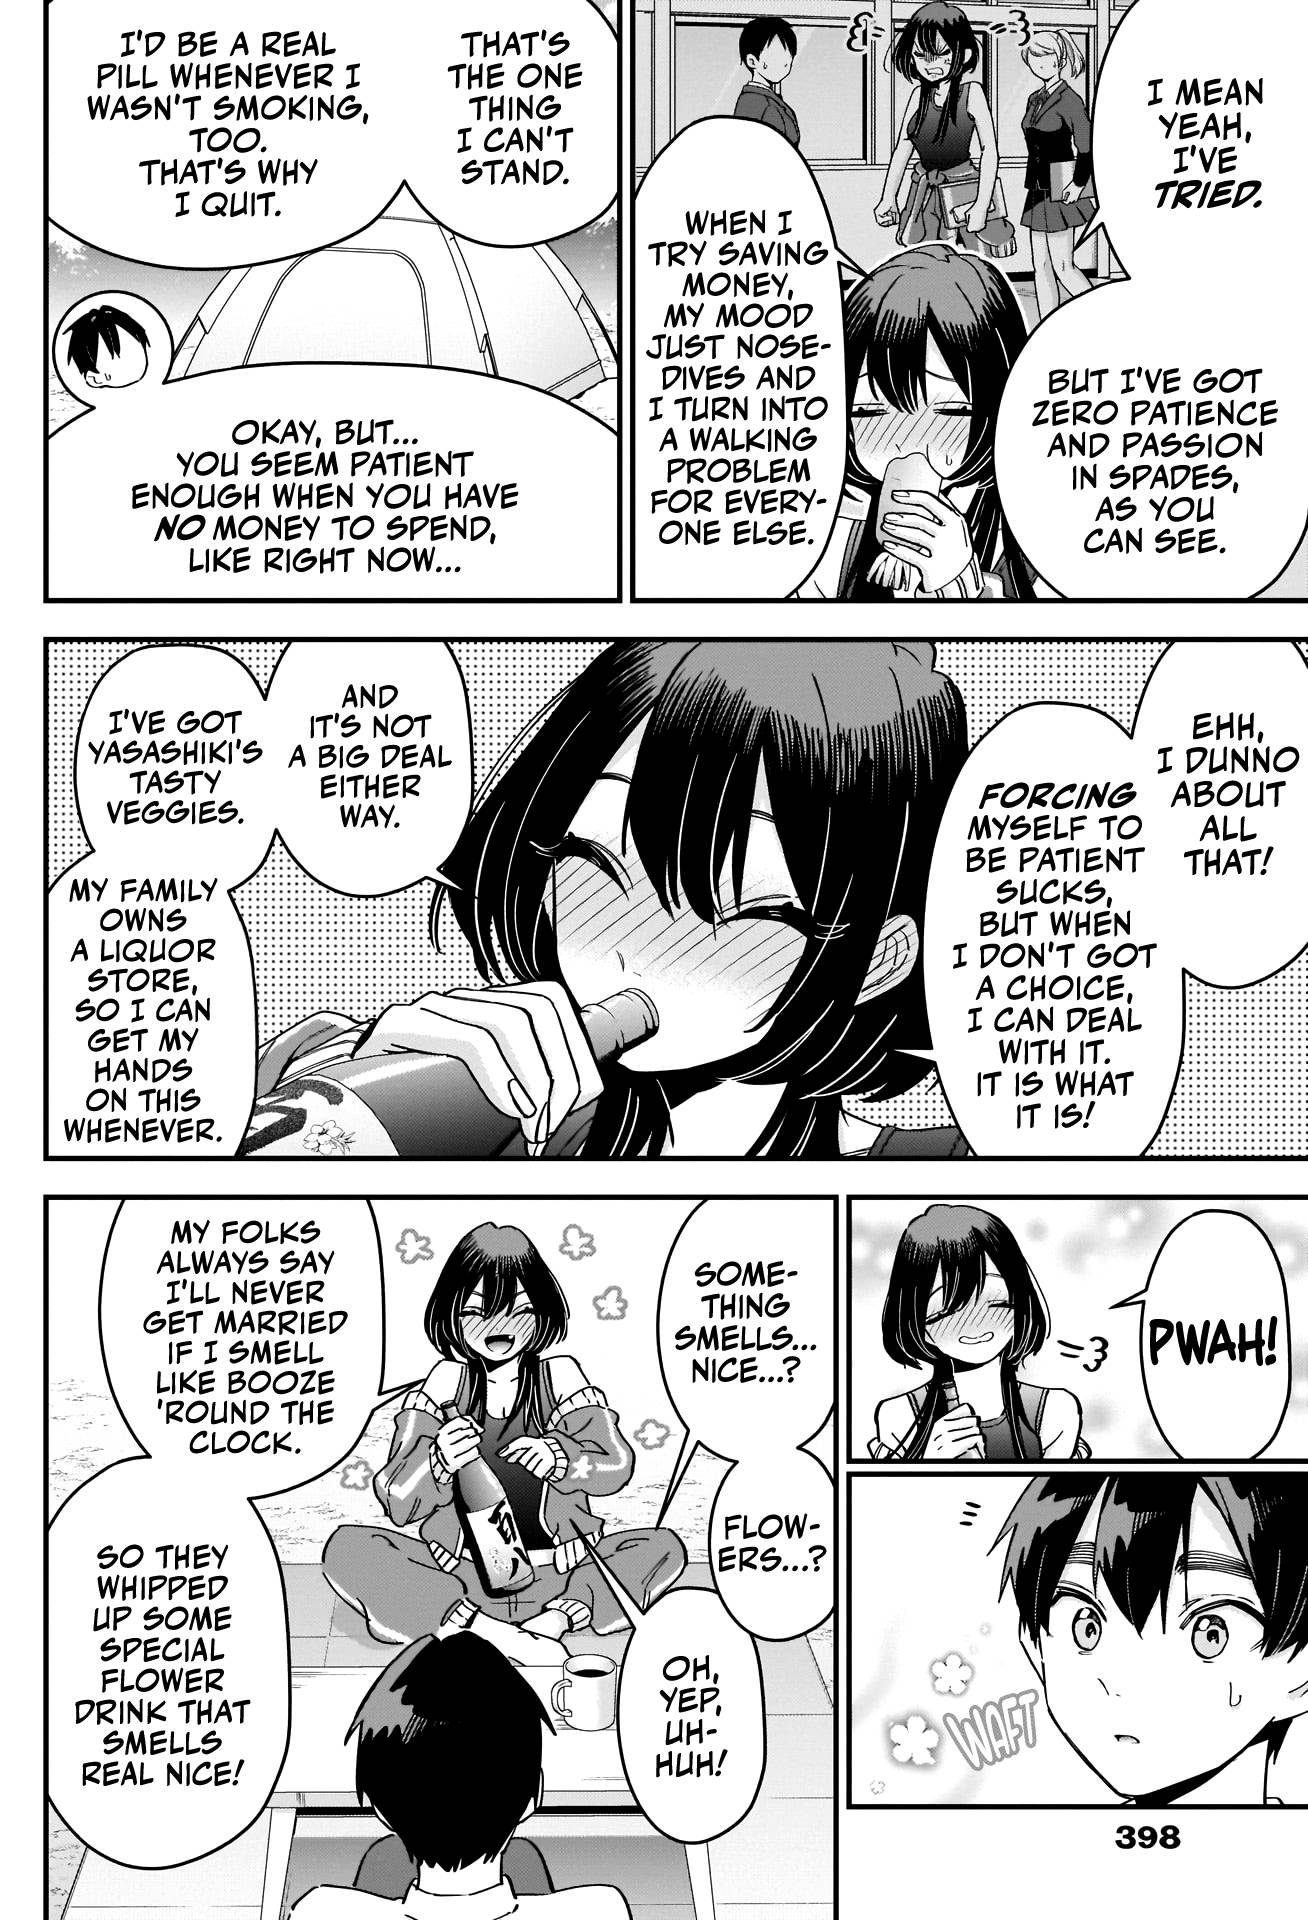 I MEAN
YEAH,
I'VE
TRIED.
BUT I'VE GOT
ZERO PATIENCE
AND PASSION
IN SPADES,
AS YOU
CAN SEE.
WHEN I
TRY SAVING
MONEY,
MY MOOD
JUST NOSE-
DIVES AND
I TURN INTO
A WALKING
PROBLEM
FOR EVERY-
ONE ELSE.
THAT'S
THE ONE
THING
I CAN'T
STAND.
I'D BE A REAL
PILL WHENEVER I
WASN'T SMOKING,
TOO.
THAT'S WHY
I QUIT.
OKAY, BUT...
YOU SEEM PATIENT
ENOUGH WHEN YOU HAVE
NO MONEY TO SPEND,
LIKE RIGHT NOW...
EHH,
I DUNNO
ABOUT
ALL
THAT!
FORCING
MYSELF TO
BE PATIENT
SUCKS,
BUT WHEN
I DON'T GOT
A CHOICE,
I CAN DEAL
WITH IT.
IT IS WHAT
IT IS!
AND
IT'S NOT
A BIG DEAL
EITHER
WAY.
I'VE GOT
YASASHIKI'S
TASTY
VEGGIES.
MY FAMILY
OWNS
A LIQUOR
STORE,
SO I CAN
GET MY
HANDS
ON THIS
WHENEVER.
PWAH!
WAFT
SOME-
THING
SMELLS...
NICE...?
FLOW-
ERS...?
OH,
YEP,
UH-
HUH!
MY FOLKS
ALWAYS SAY
I'LL NEVER
GET MARRIED
IF I SMELL
LIKE BOOZE
'ROUND THE
CLOCK.
SO THEY
WHIPPED
UP SOME
SPECIAL
FLOWER
DRINK THAT
SMELLS
REAL NICE!
398